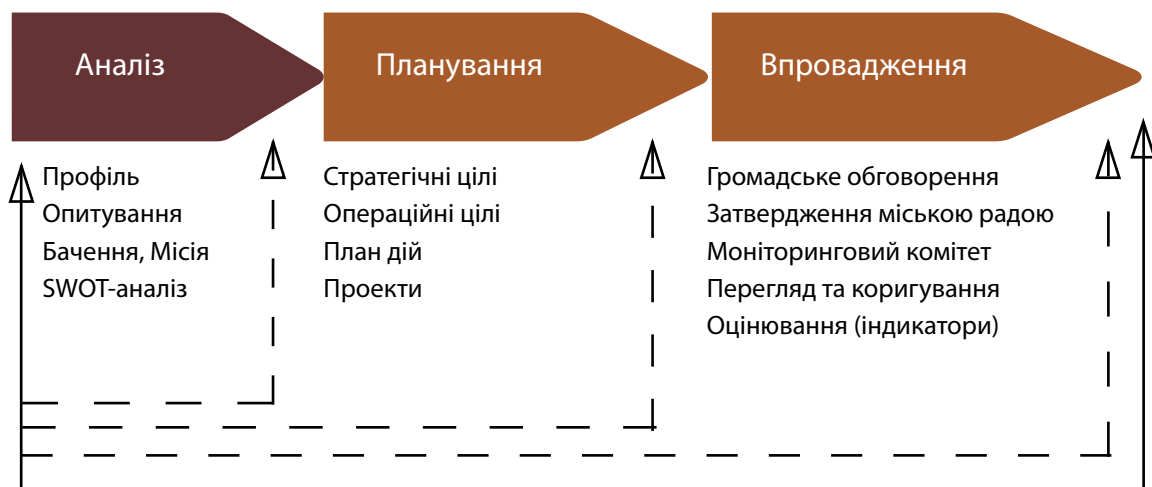 Аналіз
Планування
Впровадження
Профіль
Опитування
Бачення, Місія
SWOT-аналіз
Стратегічні цілі
Операційні цілі
План дій
Проекти
Громадське обговорення
Затвердження міською радою
Моніторинговий комітет
Перегляд та коригування
Оцінювання (індикатори)